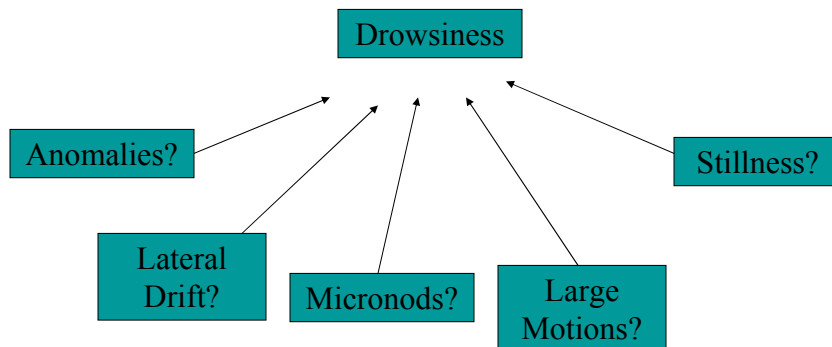 Drowsiness
Anomalies?
Stillness?
Lateral
Drift?
Micronods?
Large
Motions?